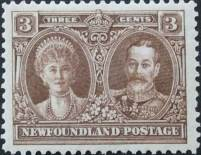 3 THREE CENTS 3
NEWFOUNDLAND POSTAGE